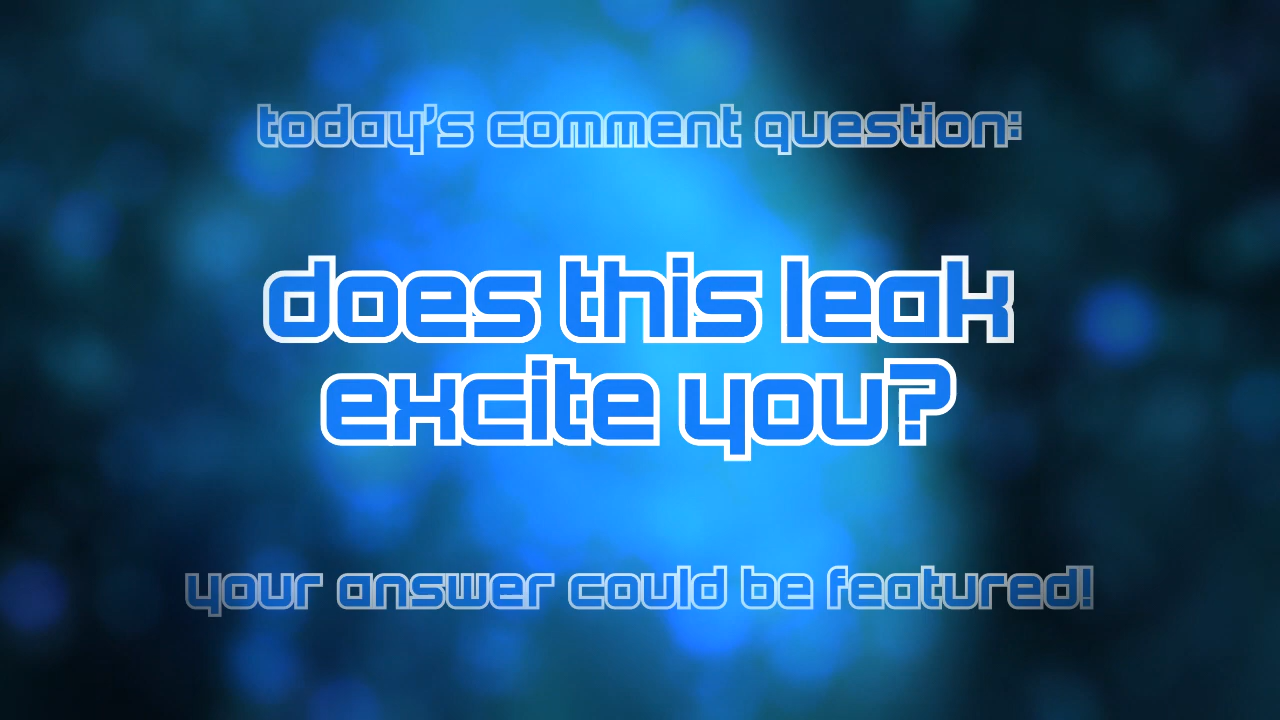 today's comment question:
does this leak
excite you?
your answer could be featured!